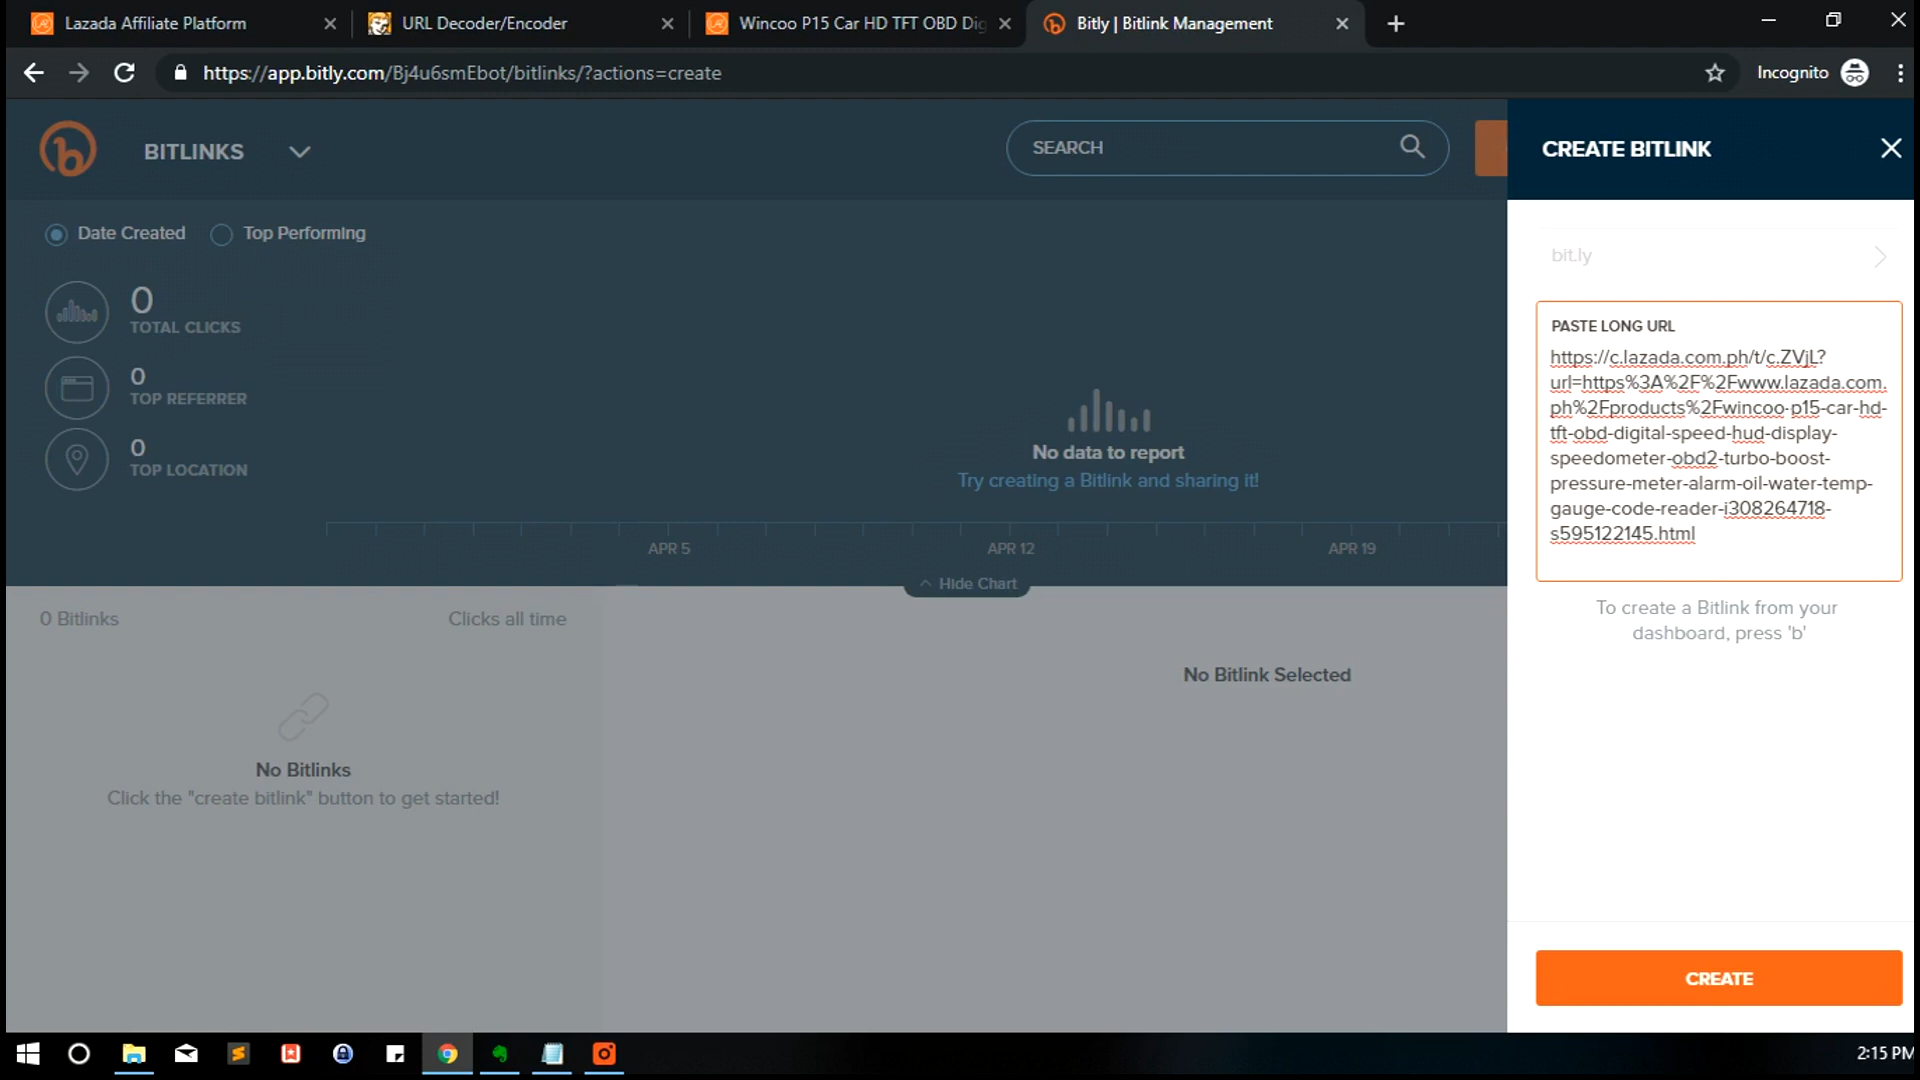 Lazada Affiliate Platform
URL Decoder/Encoder
Wincoo P15 Car HD TFT OBD Dig
Bitly | Bitlink Management
https://app.bitly.com/Bj4u6smEbot/bitlinks/?actions=create
Incognito
BITLINKS
SEARCH
CREATE BITLINK
Date Created
Top Performing
0
TOTAL CLICKS
0
TOP REFERRER
0
TOP LOCATION
No data to report
Try creating a Bitlink and sharing it!
APR 5
APR 12
APR 19
Hide Chart
bit.ly
PASTE LONG URL
https://c.lazada.com.ph/t/c.ZVjL?
url=https%3A%2F%2Fwww.lazada.com.
ph%2Fproducts%2Fwincoo-p15-car-hd-
tft-obd-digital-speed-hud-display-
speedometer-obd2-turbo-boost-
pressure-meter-alarm-oil-water-temp-
gauge-code-reader-i308264718-
s595122145.html
To create a Bitlink from your
dashboard, press 'b'
0 Bitlinks
Clicks all time
No Bitlink Selected
No Bitlinks
Click the "create bitlink" button to get started!
CREATE
2:15 PM